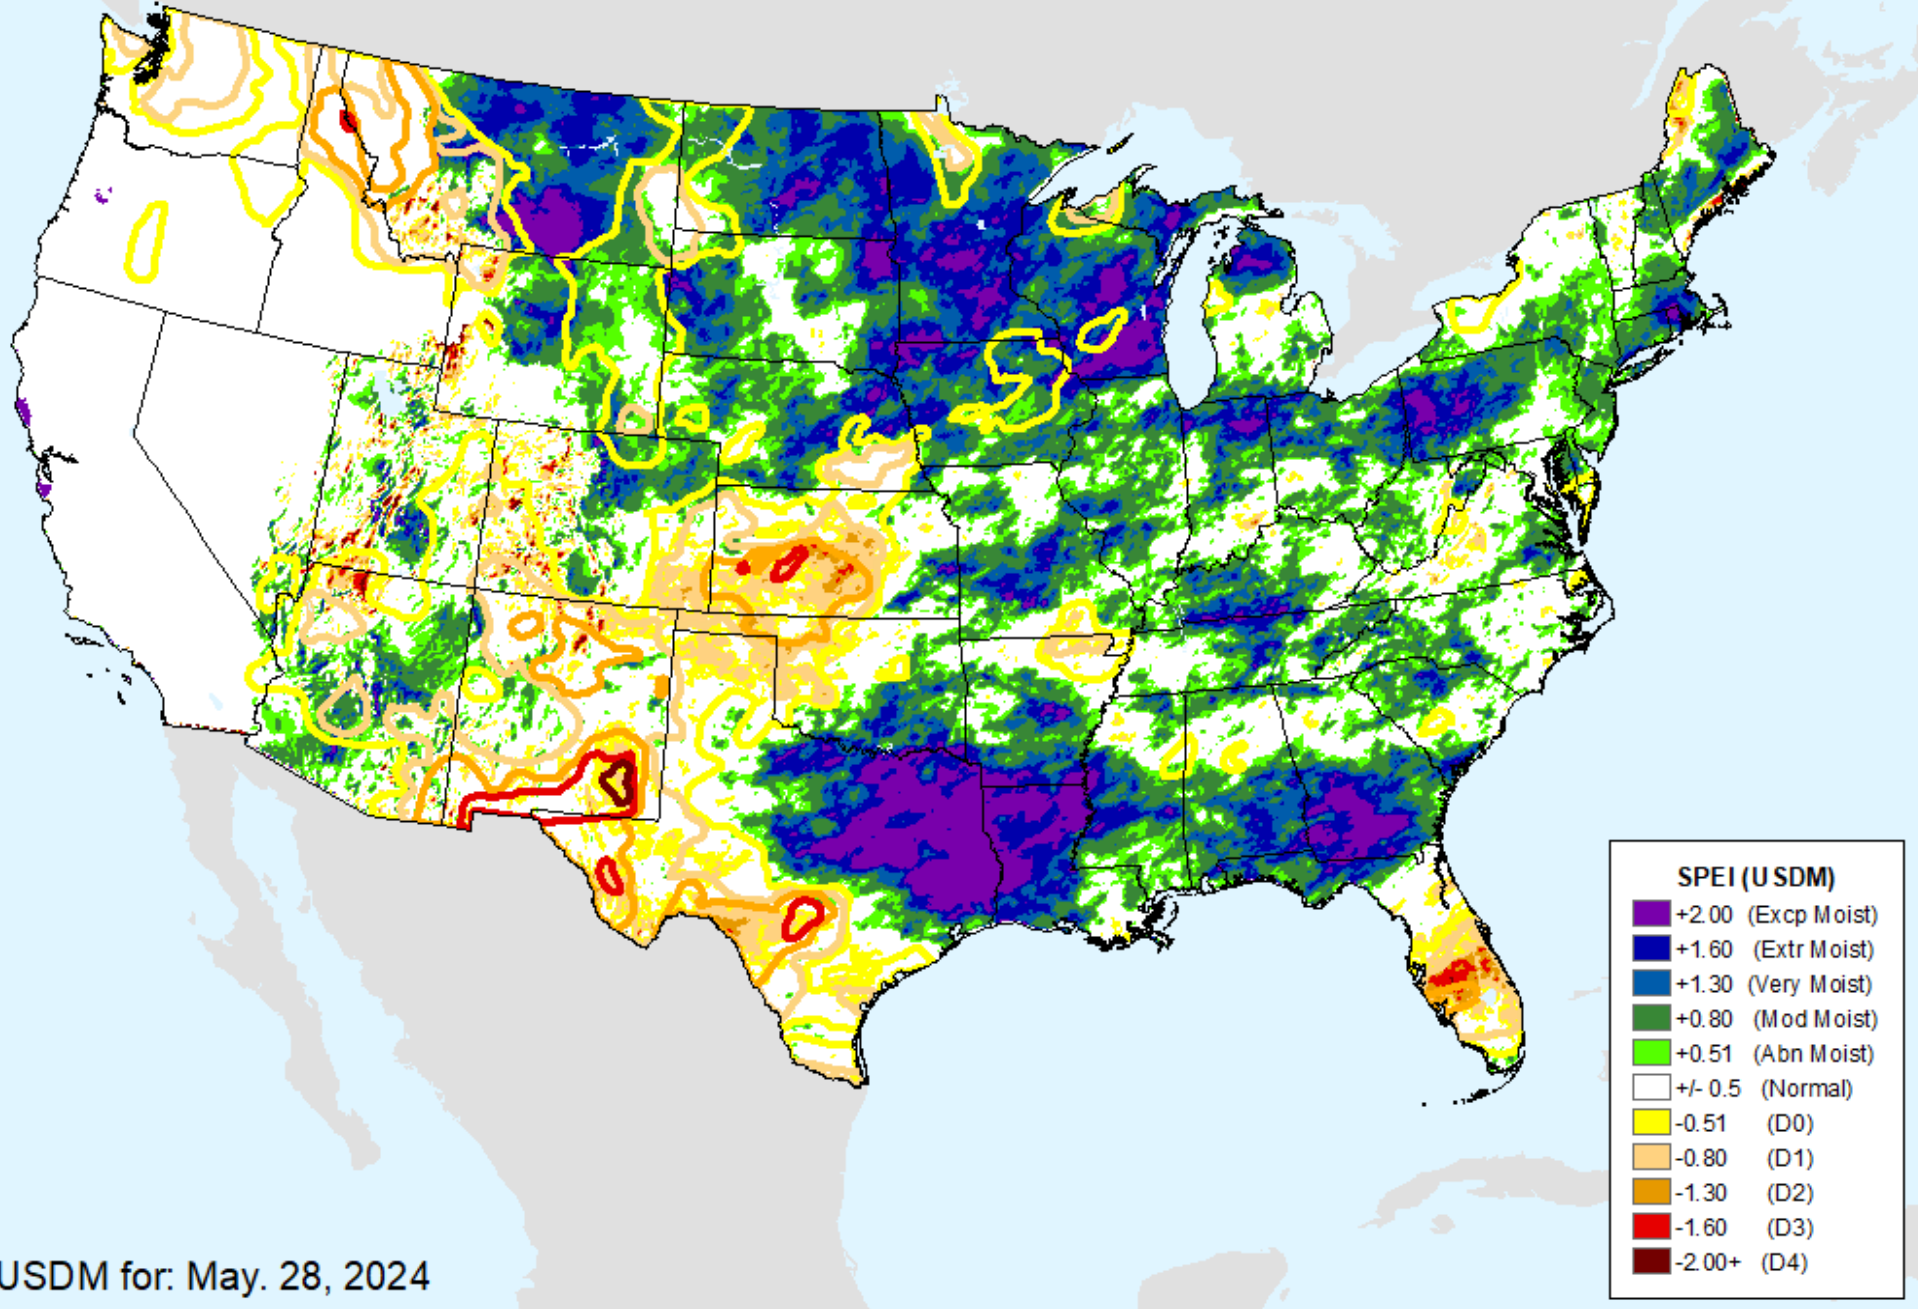 SPEI (USDM)
+2.00 (Excp Moist)
+1.60 (Extr Moist)
+1.30 (Very Moist)
+0.80 (Mod Moist)
+0.51 (Abn Moist)
+/- 0.5 (Normal)
-0.51 (D0)
-0.80 (D1)
-1.30 (D2)
-1.60 (D3)
-2.00+ (D4)
USDM for: May. 28, 2024